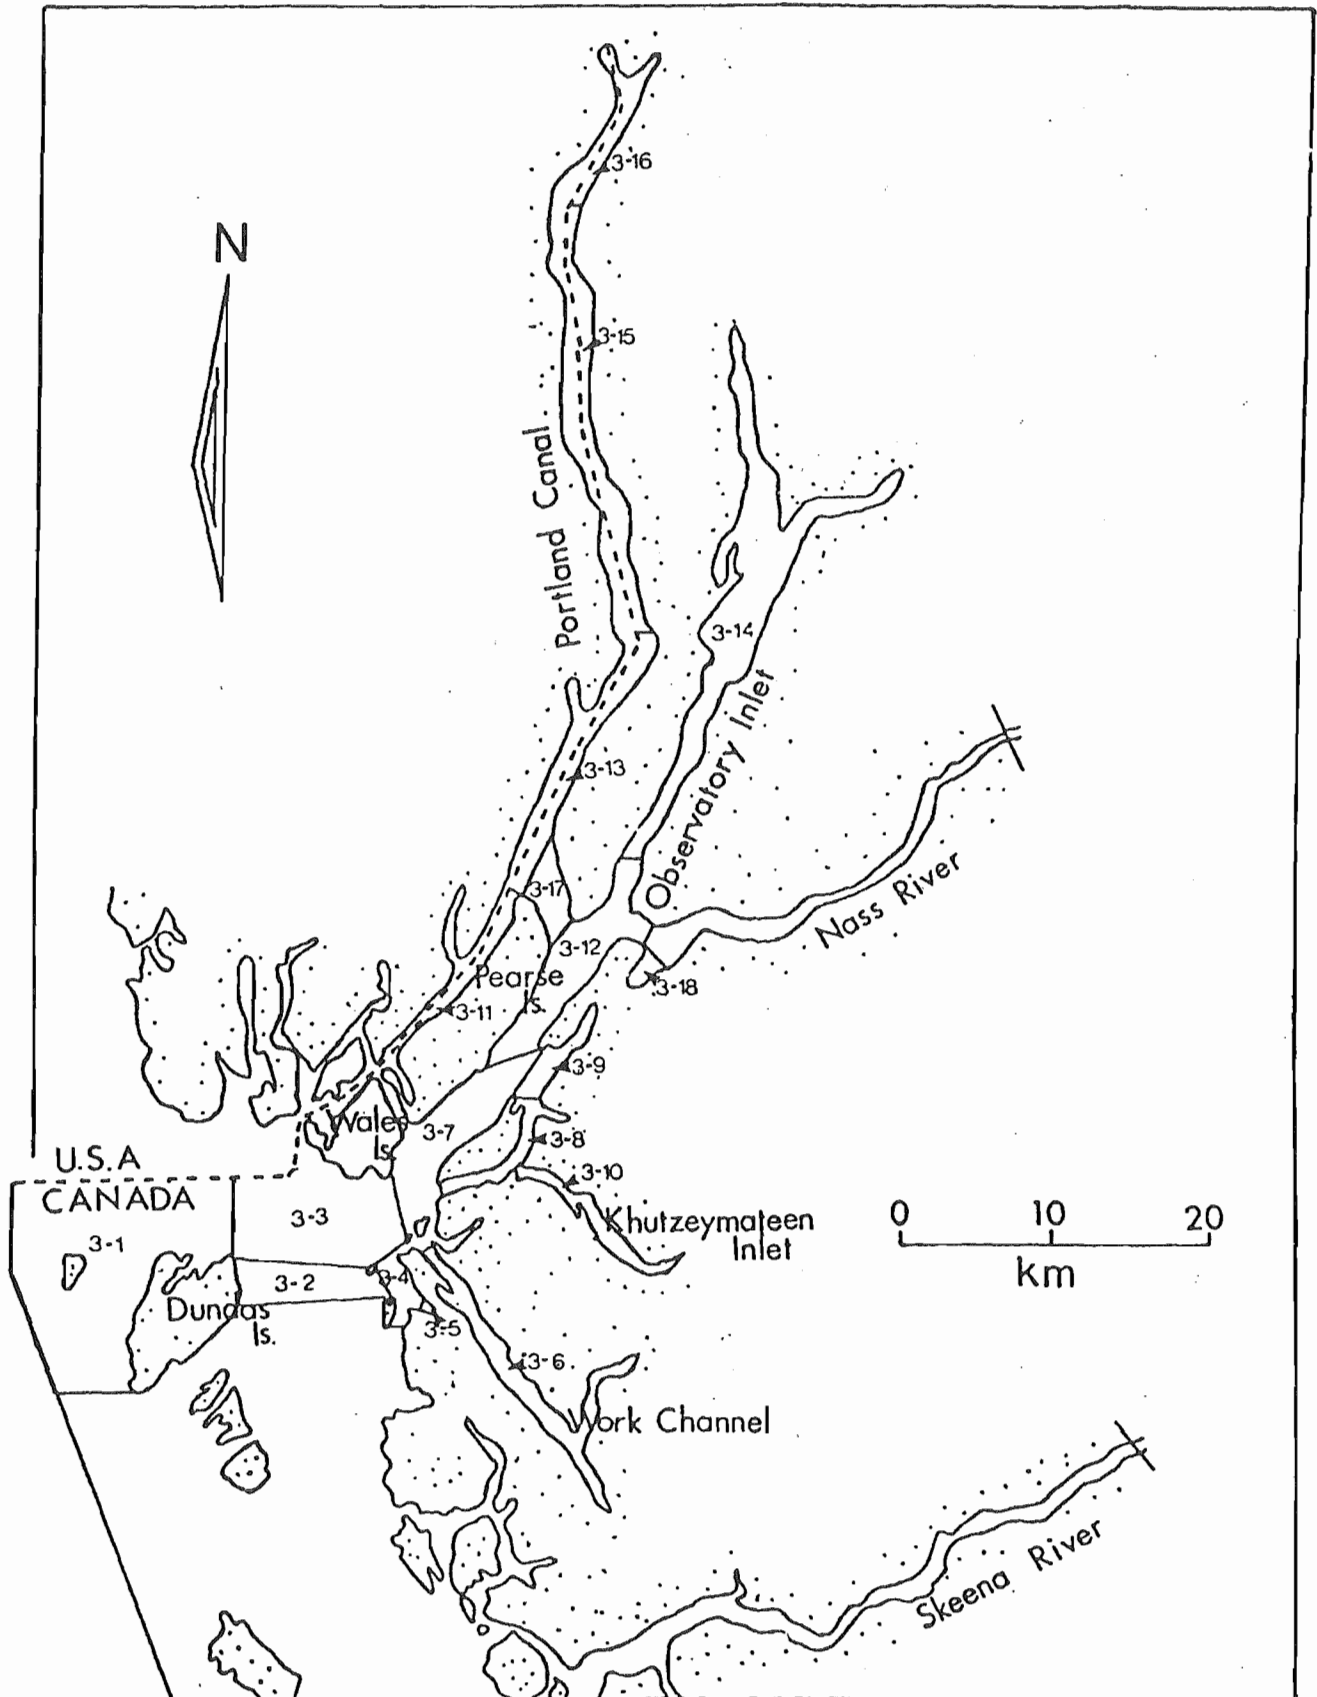 3-16
N
3-15
Portland Canal
3-14
Observatory Inlet
3-13
Nass River
3-17
3-12
Pearse
Is.
3-18
3-11
3-9
Wales
Is.
3-7
3-8
U.S.A
CANADA
3-10
Khutzeymateen
Inlet
0 10 20
km
3-3
3-1
3-2
3-4
Dundas
Is.
3-5
3-6
Work Channel
Skeena River